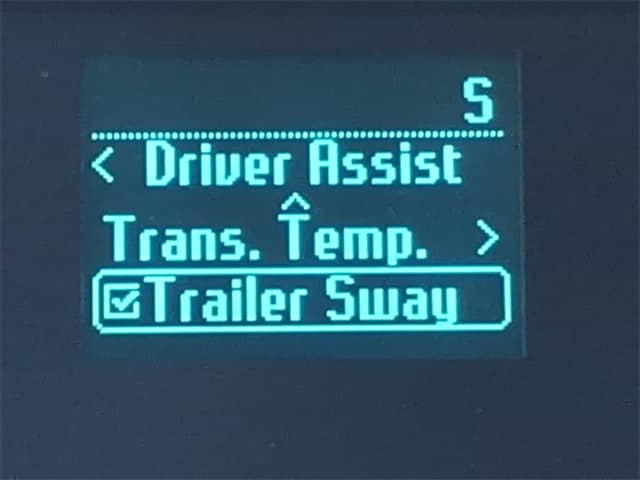 S
< Driver Assist
Trans. Temp. >
Trailer Sway